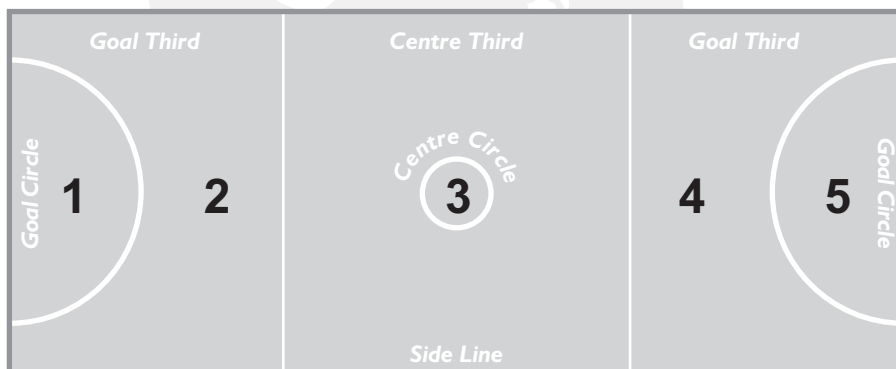 Goal Third
Centre Third
Goal Third
Goal Circle
1
2
Centre Circle
3
4
5
Goal Circle
Side Line